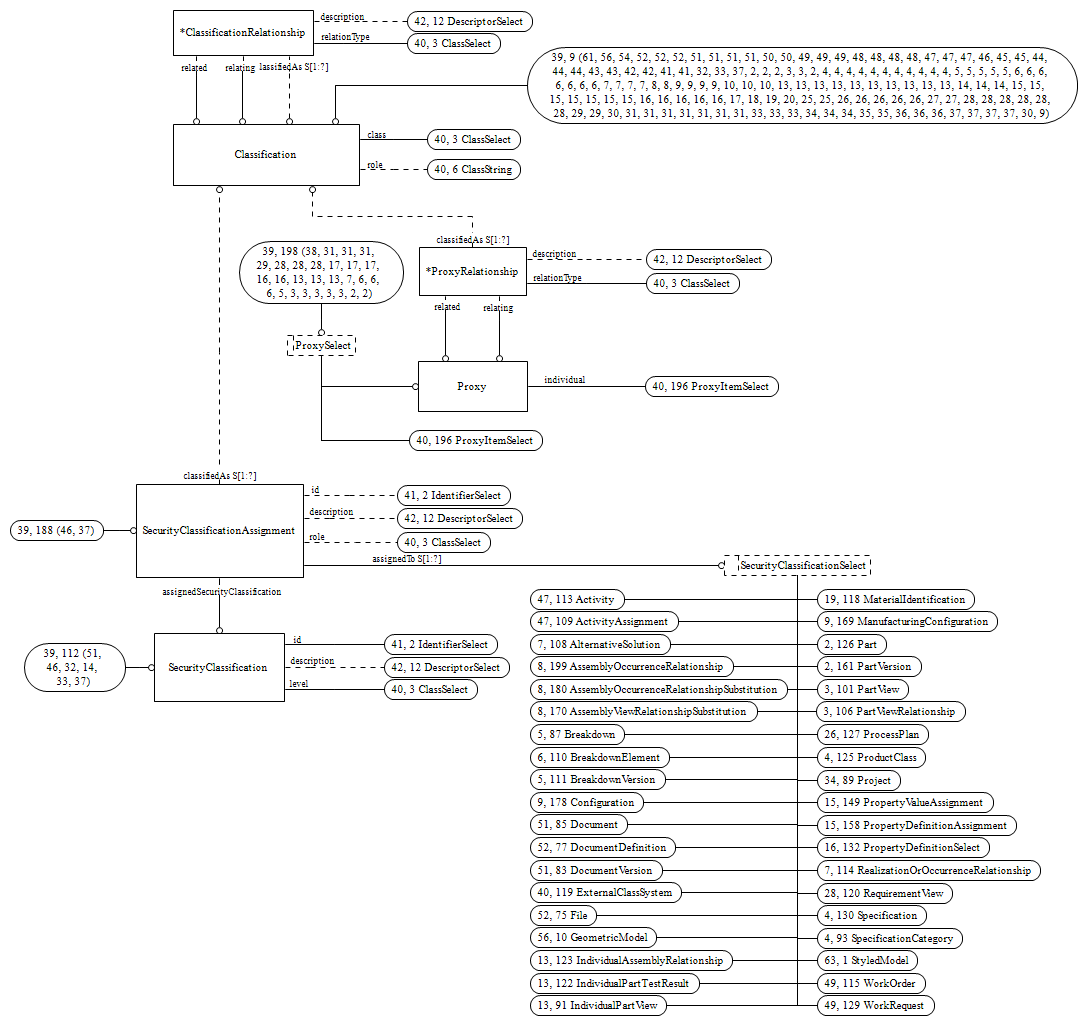 description
42, 12 DescriptorSelect
*ClassificationRelationship
relationType
40, 3 ClassSelect
related
relating
lassifiedAs S[1:?]
39, 9 (61, 56, 54, 52, 52, 52, 51, 51, 51, 51, 50, 50, 49, 49, 49, 48, 48, 48, 47, 47, 47, 46, 45, 45, 44,
44, 44, 43, 43, 42, 42, 41, 41, 32, 33, 37, 2, 2, 2, 3, 3, 2, 4, 4, 4, 4, 4, 4, 4, 4, 4, 4, 5, 5, 5, 5, 5, 6, 6, 6,
6, 6, 6, 6, 7, 7, 7, 7, 8, 8, 9, 9, 9, 9, 10, 10, 10, 13, 13, 13, 13, 13, 13, 13, 13, 13, 13, 14, 14, 14, 15, 15,
15, 15, 15, 15, 15, 16, 16, 16, 16, 16, 17, 18, 19, 20, 25, 25, 26, 26, 26, 26, 26, 27, 27, 28, 28, 28, 28, 28,
28, 29, 29, 30, 31, 31, 31, 31, 31, 31, 31, 31, 33, 33, 33, 34, 34, 34, 35, 35, 36, 36, 36, 37, 37, 37, 37, 30, 9)
Classification
class
40, 3 ClassSelect
role
40, 6 ClassString
classifiedAs S[1:?]
39, 198 (38, 31, 31, 31,
29, 28, 28, 28, 17, 17, 17,
16, 16, 13, 13, 13, 7, 6, 6,
6, 5, 3, 3, 3, 3, 3, 2, 2)
*ProxyRelationship
description
42, 12 DescriptorSelect
relationType
40, 3 ClassSelect
related
relating
ProxySelect
Proxy
individual
40, 196 ProxyItemSelect
40, 196 ProxyItemSelect
classifiedAs S[1:?]
39, 188 (46, 37)
SecurityClassificationAssignment
id
41, 2 IdentifierSelect
description
42, 12 DescriptorSelect
role
40, 3 ClassSelect
assignedTo S[1:?]
SecurityClassificationSelect
assignedSecurityClassification
39, 112 (51,
46, 32, 14,
33, 37)
SecurityClassification
id
41, 2 IdentifierSelect
description
42, 12 DescriptorSelect
level
40, 3 ClassSelect
47, 113 Activity
47, 109 ActivityAssignment
7, 108 AlternativeSolution
8, 199 AssemblyOccurrenceRelationship
8, 180 AssemblyOccurrenceRelationshipSubstitution
8, 170 AssemblyViewRelationshipSubstitution
5, 87 Breakdown
6, 110 BreakdownElement
5, 111 BreakdownVersion
9, 178 Configuration
51, 85 Document
52, 77 DocumentDefinition
51, 83 DocumentVersion
40, 119 ExternalClassSystem
52, 75 File
56, 10 GeometricModel
13, 123 IndividualAssemblyRelationship
13, 122 IndividualPartTestResult
13, 91 IndividualPartView
19, 118 MaterialIdentification
9, 169 ManufacturingConfiguration
2, 126 Part
2, 161 PartVersion
3, 101 PartView
3, 106 PartViewRelationship
26, 127 ProcessPlan
4, 125 ProductClass
34, 89 Project
15, 149 PropertyValueAssignment
15, 158 PropertyDefinitionAssignment
16, 132 PropertyDefinitionSelect
7, 114 RealizationOrOccurrenceRelationship
28, 120 RequirementView
4, 130 Specification
4, 93 SpecificationCategory
63, 1 StyledModel
49, 115 WorkOrder
49, 129 WorkRequest